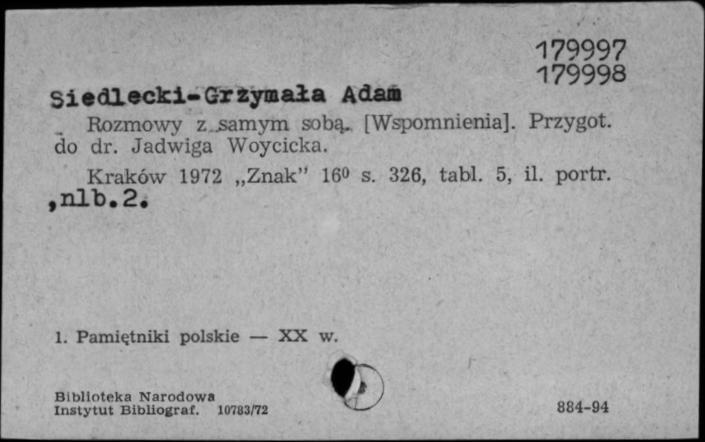 179997
179998
Siedlecki-Grzymała Adam
Rozmowy z samym sobą. [Wspomnienia]. Przygot.
do dr. Jadwiga Woycicka.
Kraków 1972 „Znak” 16⁰ s. 326, tabl. 5, il. portr.
,nlb.2.
1. Pamiętniki polskie — XX w.
Biblioteka Narodowa
Instytut Bibliograf. 10783/72
884-94